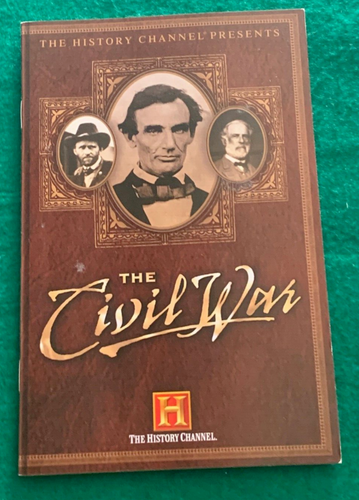 THE HISTORY CHANNEL® PRESENTS
THE
Civil War
H
THE HISTORY CHANNEL.